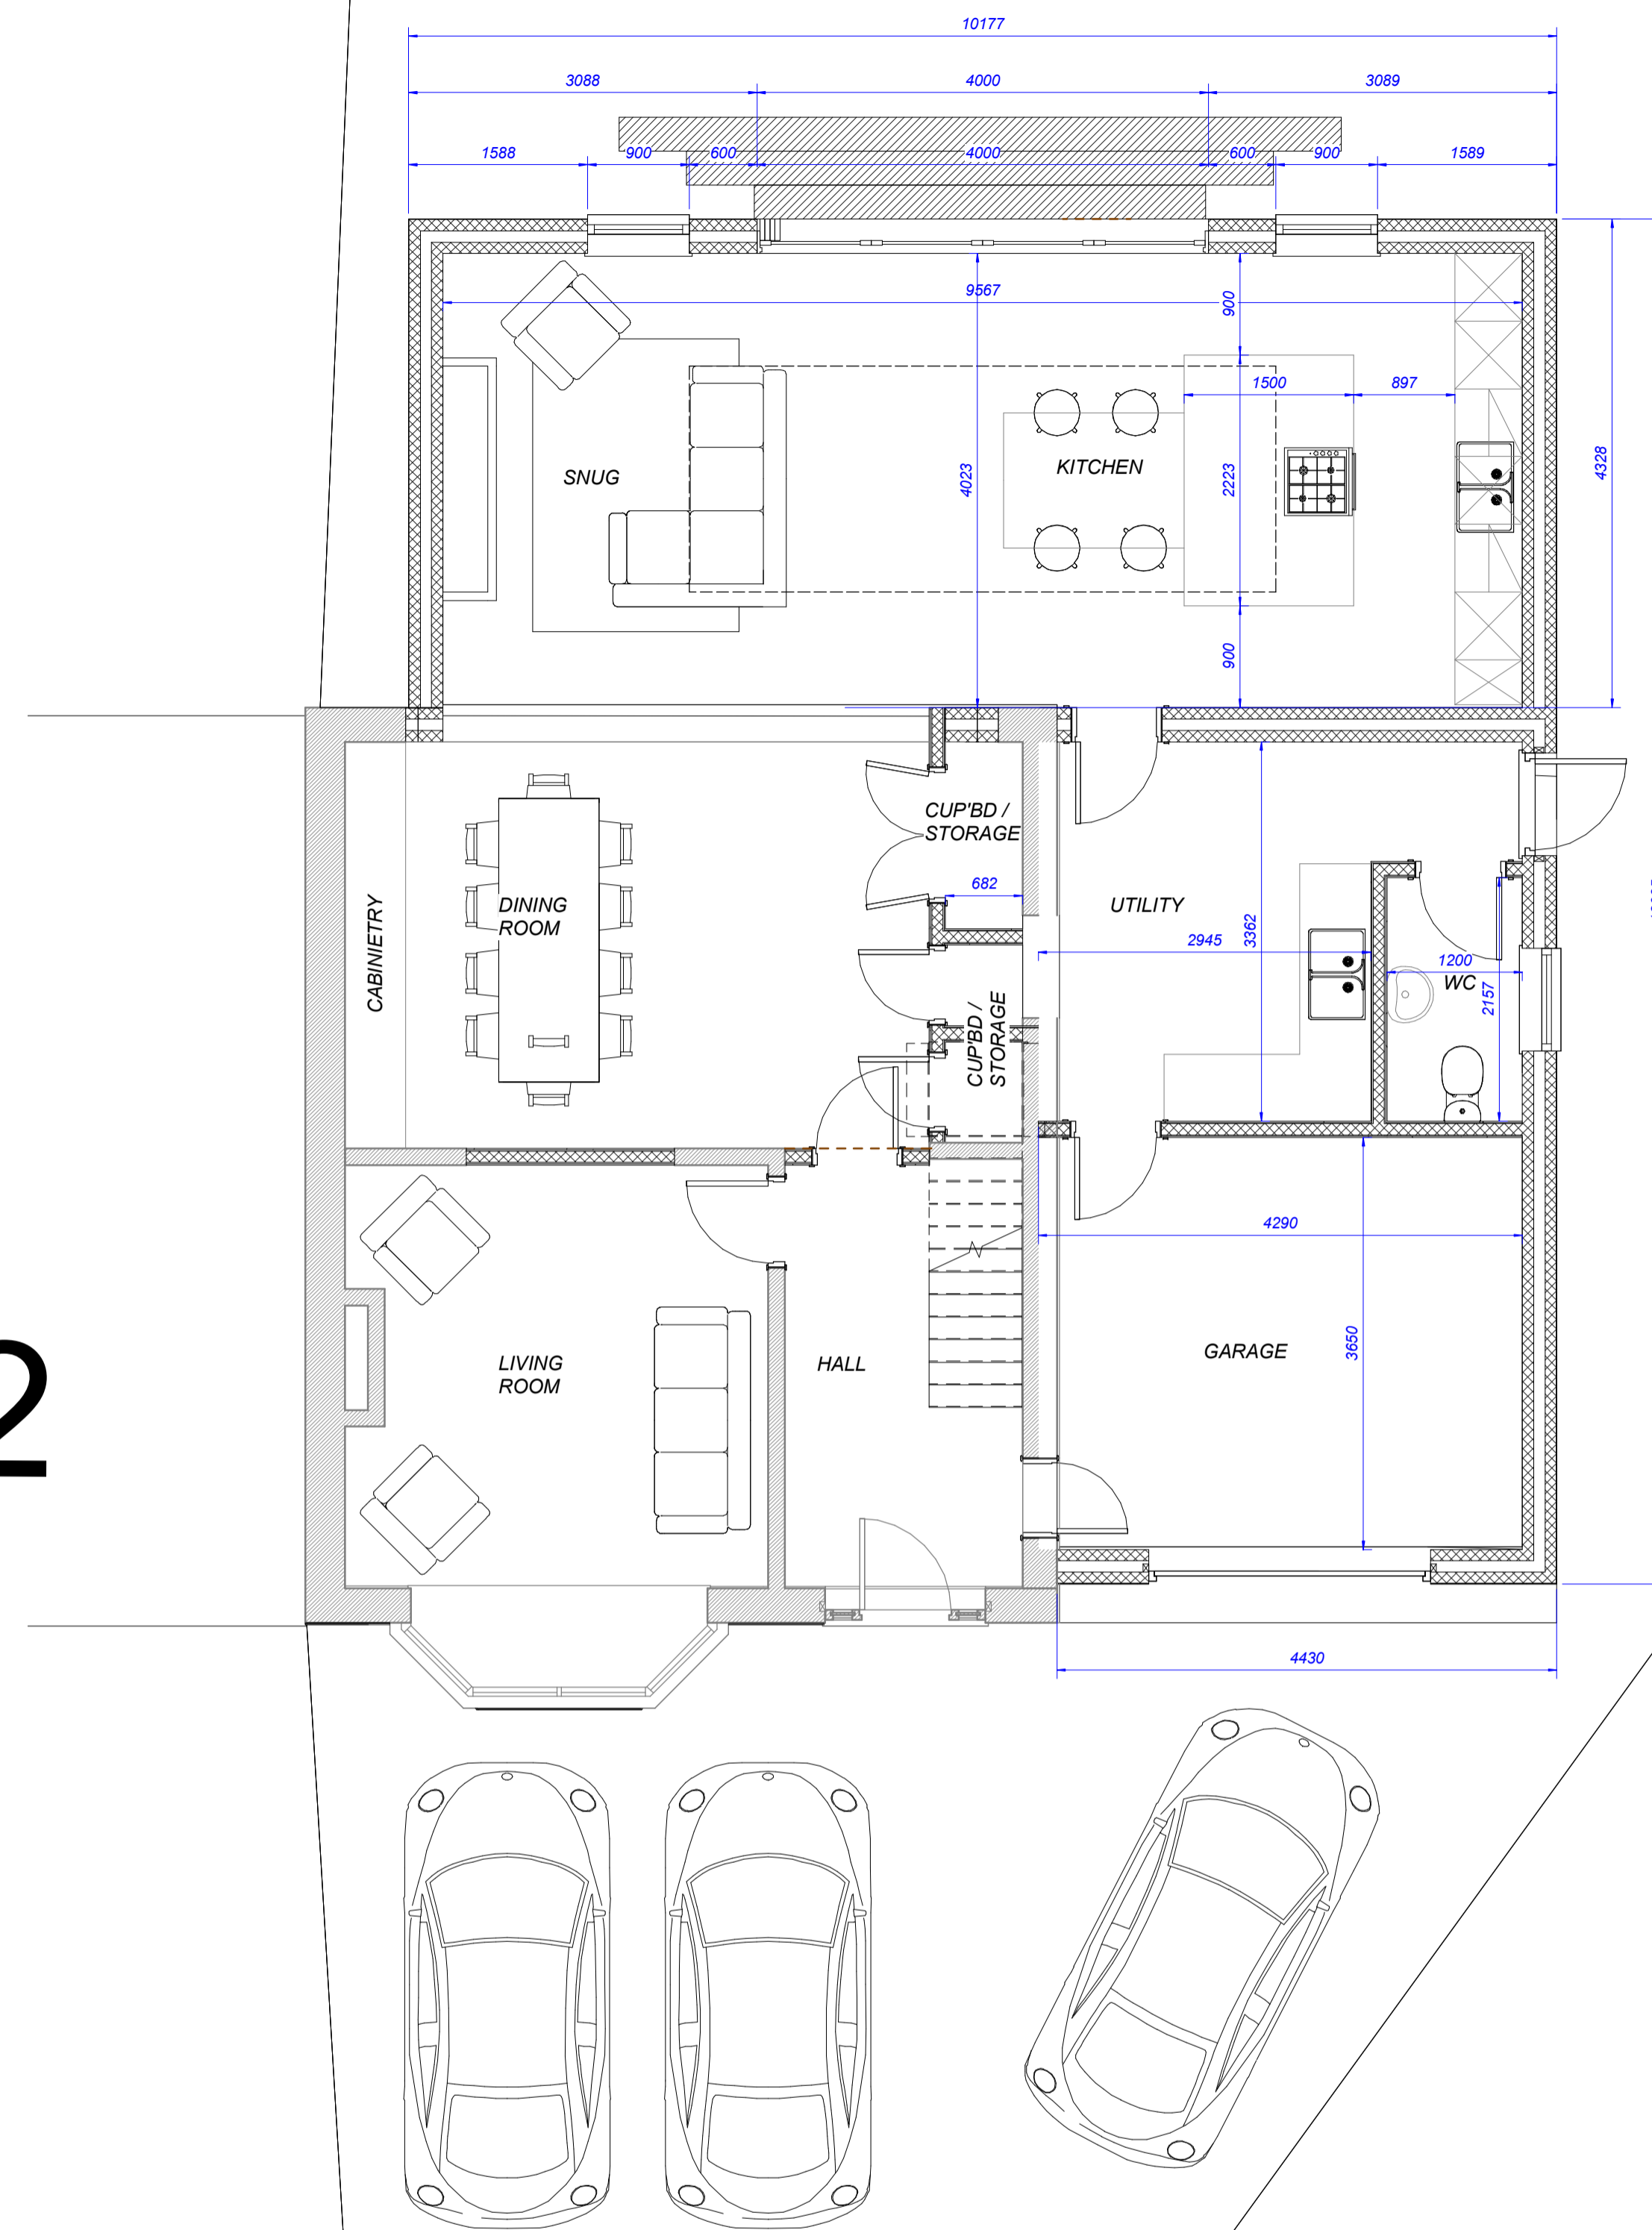 10177
3088 4000 3089
1588 900 600 4000 600 900 1589
9567
900
1500 897
4328
KITCHEN
SNUG
4023
2223
900
CUP'BD /
STORAGE
682
CABINIETRY
DINING
ROOM
UTILITY
3362
2945
1200
WC
2157
CUP'BD /
STORAGE
4290
3650
GARAGE
LIVING
ROOM
HALL
2
4430